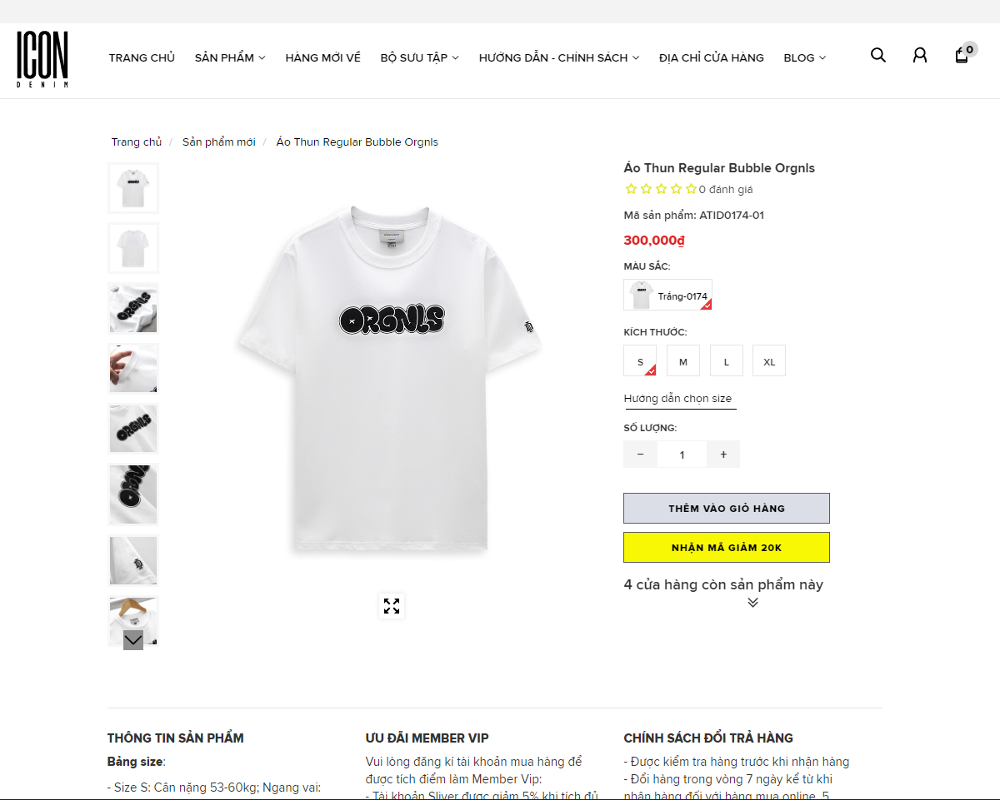 ICON
DENIM
TRANG CHỦ
SẢN PHẨM
HÀNG MỚI VỀ
BỘ SƯU TẬP
HƯỚNG DẪN - CHÍNH SÁCH
ĐỊA CHỈ CỬA HÀNG
BLOG
0
Trang chủ / Sản phẩm mới / Áo Thun Regular Bubble Orgnls
ORGNLS
Áo Thun Regular Bubble Orgnls
0 đánh giá
Mã sản phẩm: ATID0174-01
300,000₫
MÀU SẮC:
Trắng-0174
KÍCH THƯỚC:
S
M
L
XL
Hướng dẫn chọn size
SỐ LƯỢNG:
− 1 +
THÊM VÀO GIỎ HÀNG
NHẬN MÃ GIẢM 20K
4 cửa hàng còn sản phẩm này
THÔNG TIN SẢN PHẨM
Bảng size:
- Size S: Cân nặng 53-60kg; Ngang vai:
ƯU ĐÃI MEMBER VIP
Vui lòng đăng kí tài khoản mua hàng để
được tích điểm làm Member Vip:
- Tài khoản Sliver được giảm 5% khi tích đủ
CHÍNH SÁCH ĐỔI TRẢ HÀNG
- Được kiểm tra hàng trước khi nhận hàng
- Đổi hàng trong vòng 7 ngày kể từ khi
nhận hàng đối với hàng mua online, 5